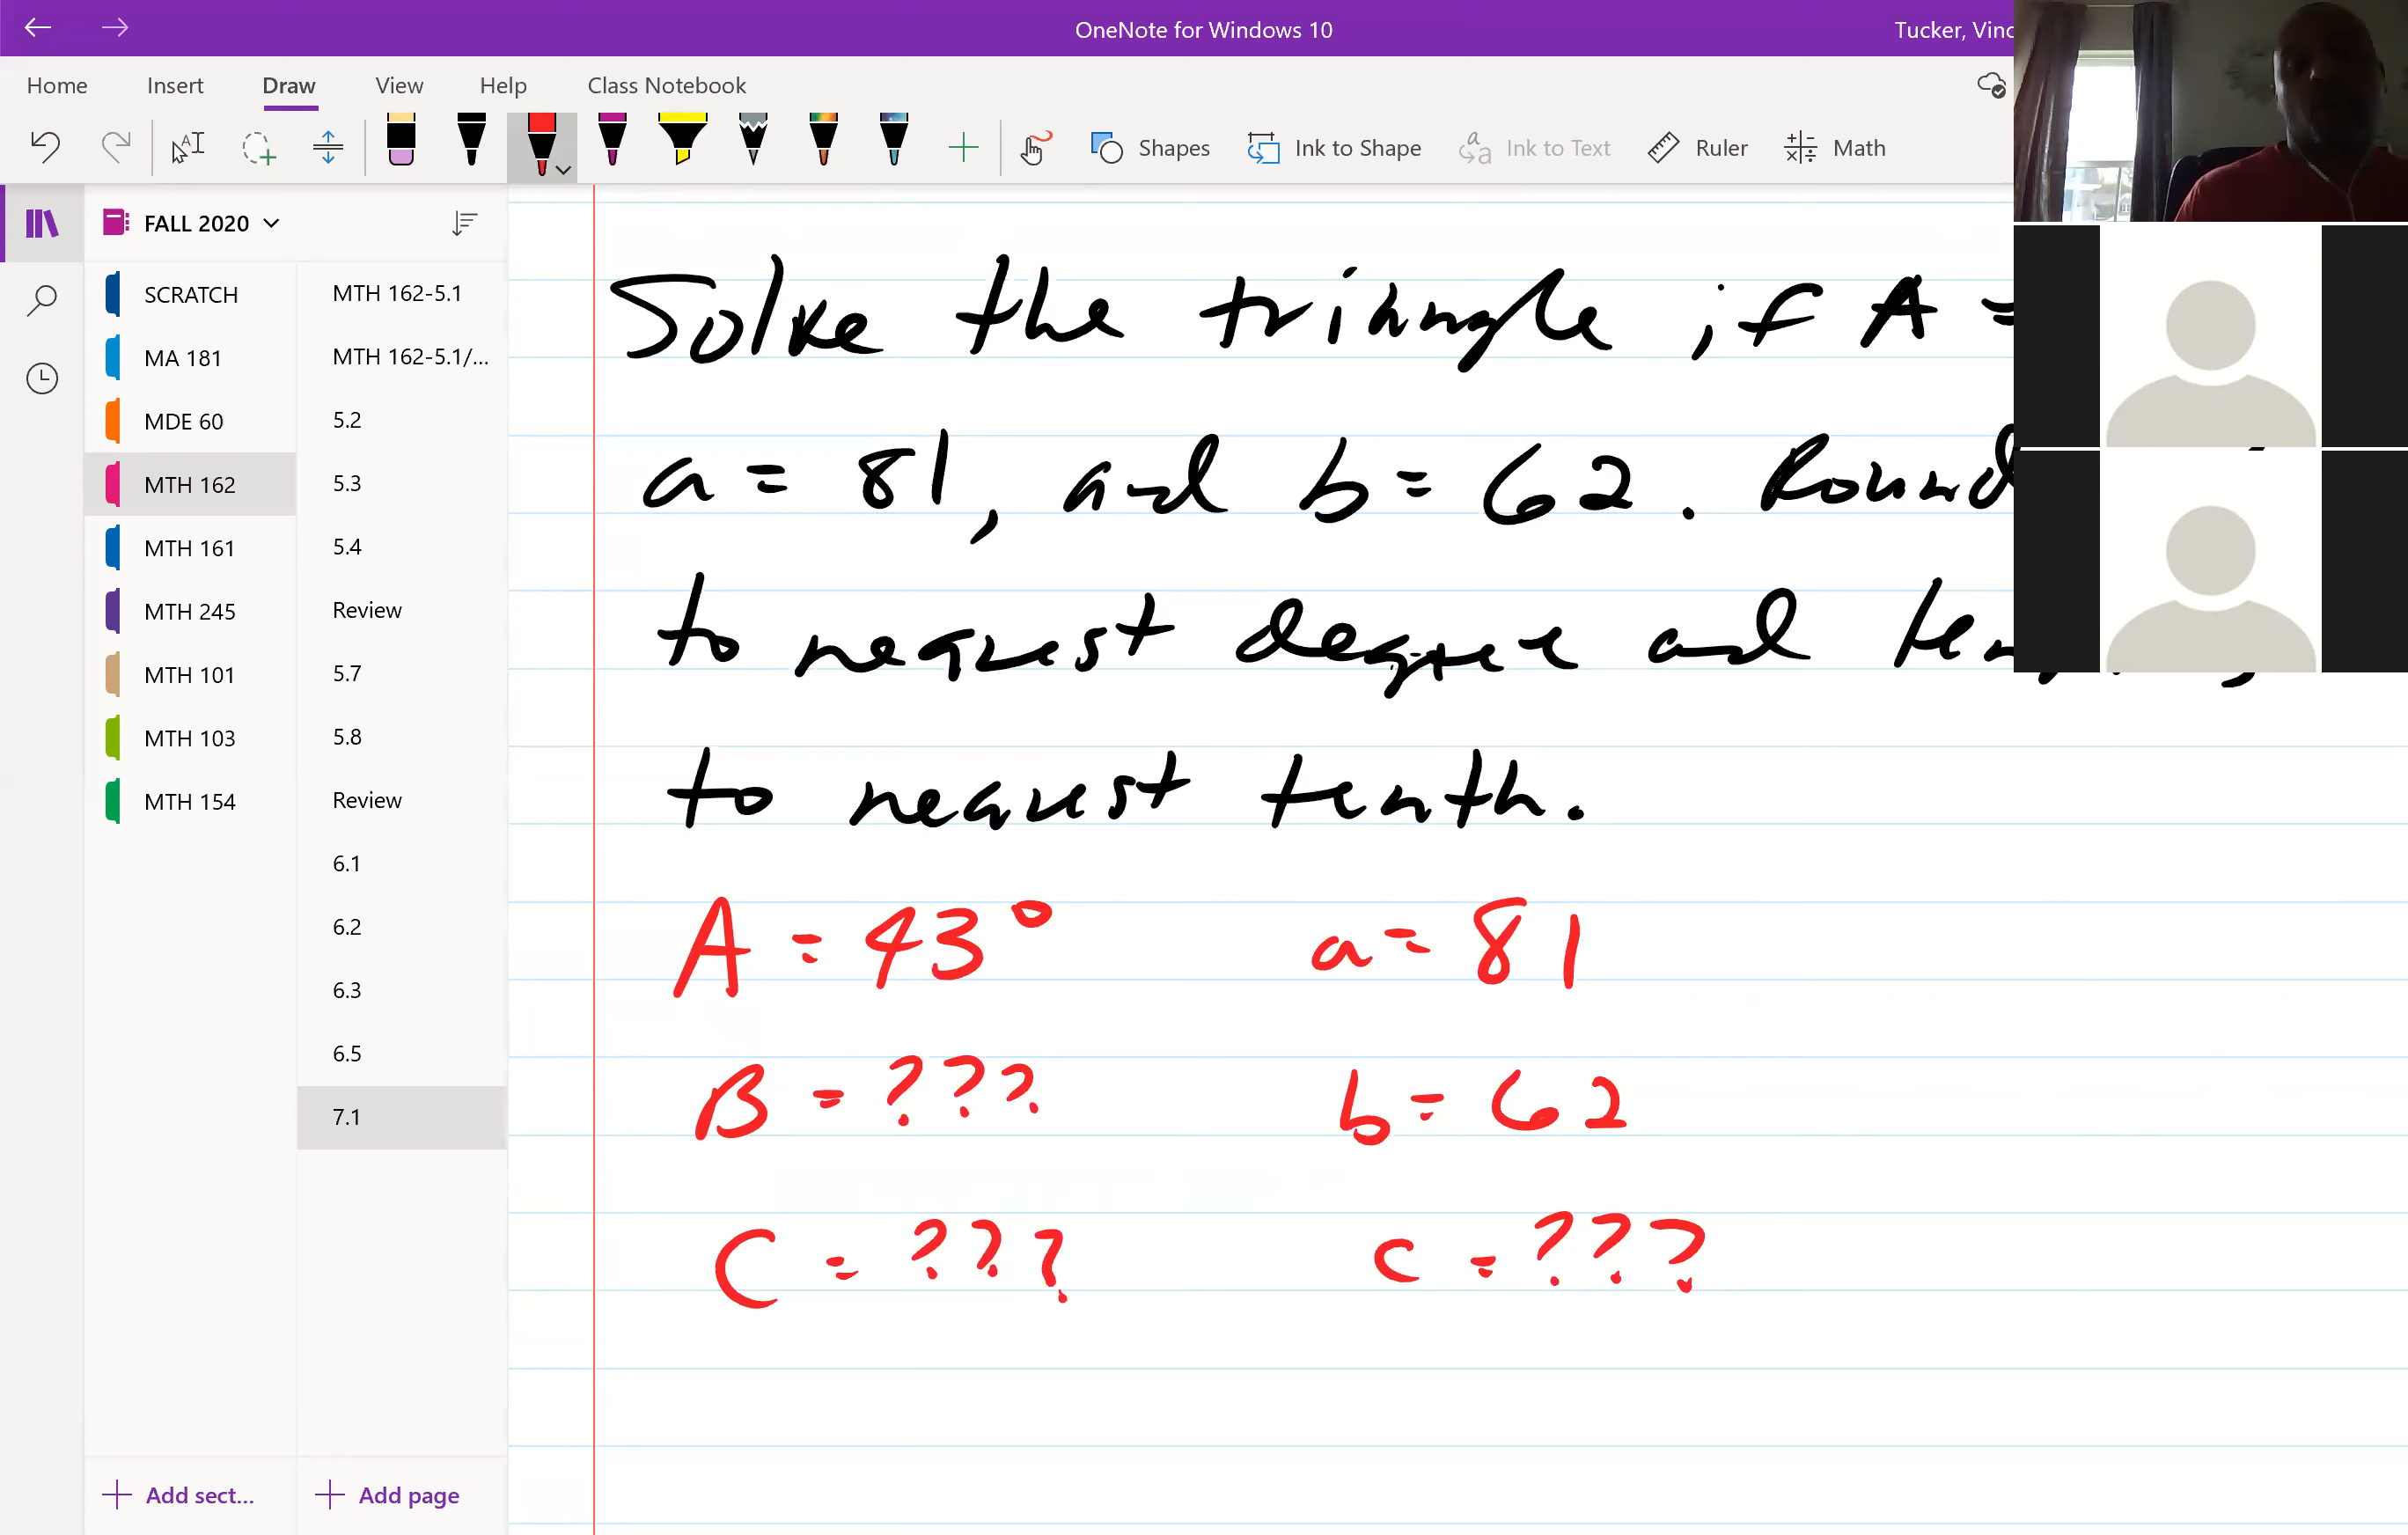 OneNote for Windows 10
Tucker, Vinc
Home Insert Draw View Help Class Notebook
Shapes Ink to Shape Ink to Text Ruler Math
FALL 2020
SCRATCH
MA 181
MDE 60
MTH 162
MTH 161
MTH 245
MTH 101
MTH 103
MTH 154
Add sect...
MTH 162-5.1
MTH 162-5.1/...
5.2
5.3
5.4
Review
5.7
5.8
Review
6.1
6.2
6.3
6.5
7.1
Add page
Solve the triangle if A =
a = 81, and b = 62. Round
to nearest degree and
to nearest tenth.
A = 43° a = 81
B = ??? b = 62
C = ??? c = ???